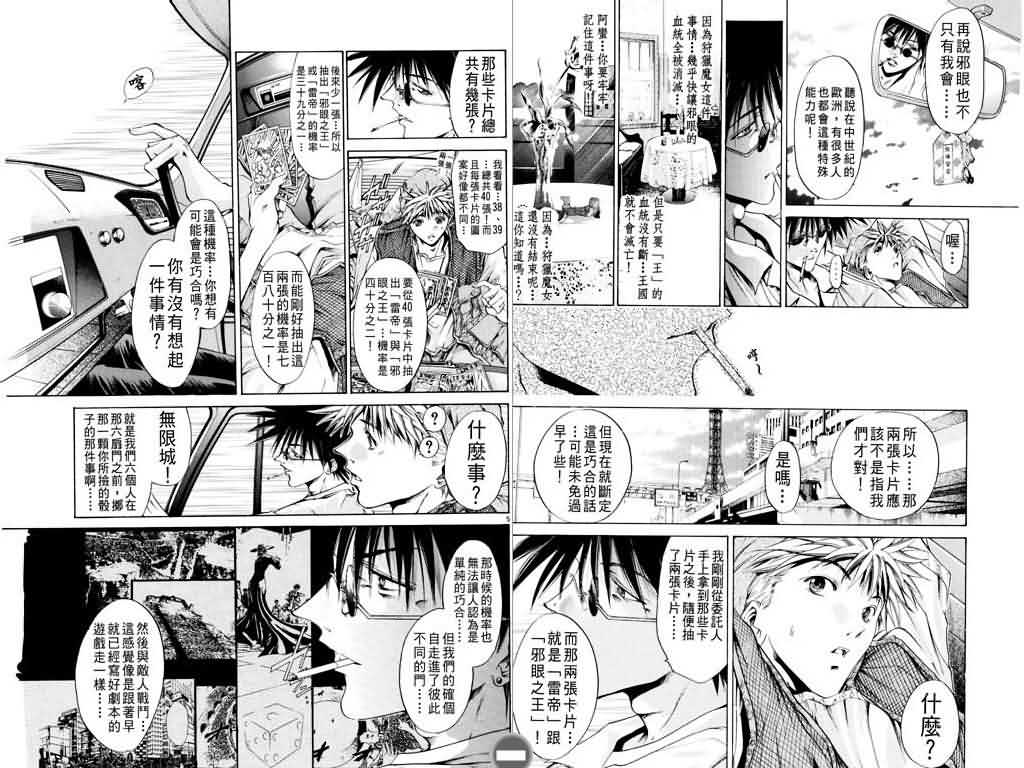 再說邪眼也不
只有我會……
聽說在中世紀的
歐洲，有很多人
也都會這種特殊
能力呢！
喔…
因為狩獵魔女這件
事情…幾乎快讓邪眼的
血統全被消滅…
但是只要「王」的
血統沒有斷…王國
就不會滅亡！
阿蠻…你要牢牢
記住這件事呀…
因為…狩獵魔女
還沒有結束呢…
這你知道嗎…？
所以……那
兩張卡片應
該不是指我
們才對！
是嗎…
但現在就斷定
這是巧合的話
……可能未免過
早了些！
我剛剛從委託人
手上拿到那些卡
片之後，隨便抽
了兩張卡片…
什麼？
而那兩張卡片…
就是「雷帝」跟
「邪眼之王」！
那些卡片總
共有幾張？
我看看…38、39
…總共40張！而
且每張卡片的圖
案好像都不同…
要從40張卡片中抽
出「雷帝」與「邪
眼之王」…機率是
四十分之二！
後來少一張…所以
抽出「邪眼之王」
或「雷帝」的機率
是三十九分之一…
而能剛好抽出這
兩張的機率是七
百八十分之一！
喀
這種機率…你想有
可能會是巧合嗎？
你有沒有想起
一件事情？
什麼事？
？
？
無限城！
就是我們六個人在
那六扇門之前，擲
那一顆你所撿的骰
子的那件事啊……
那時候的機率也
無法讓人認為是
單純的巧合……
但我們的確各
自走進了彼此
不同的門…
然後與敵人戰鬥…
這感覺像是跟著早
就已經寫好劇本的
遊戲走一樣……